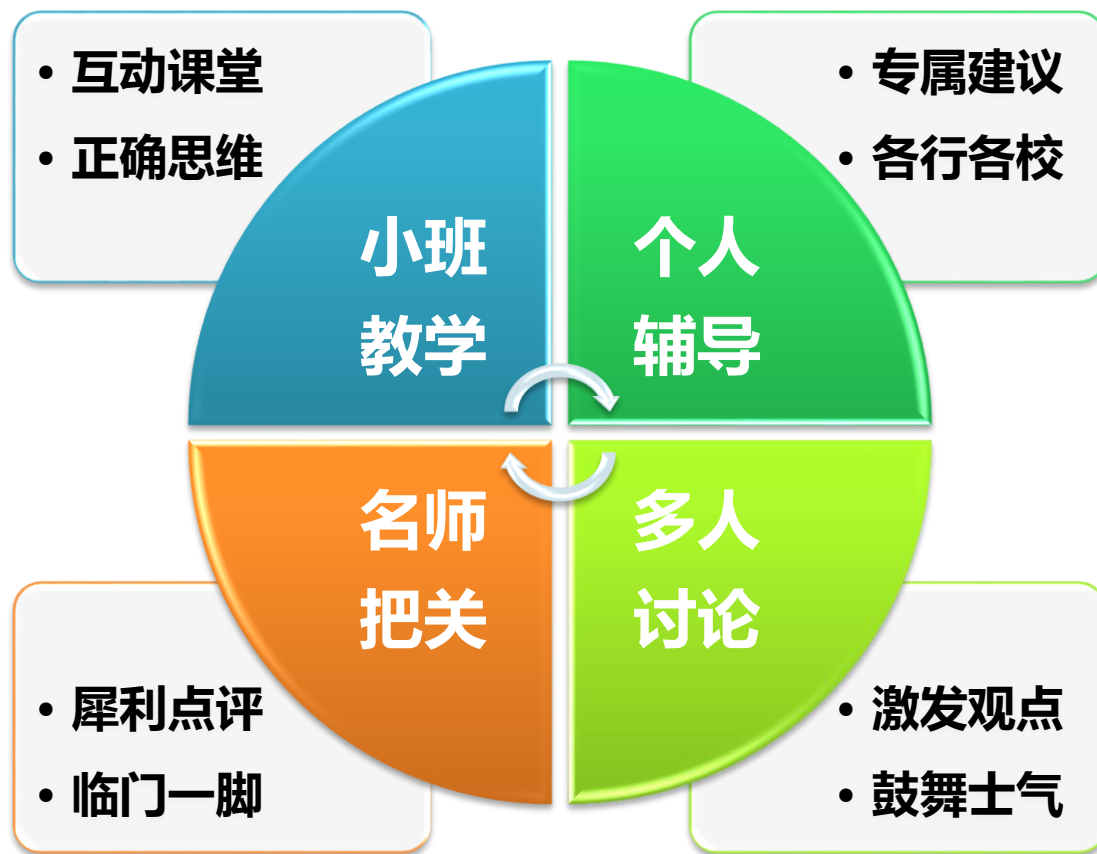 • 互动课堂
• 正确思维
小班
教学
• 专属建议
• 各行各校
个人
辅导
名师
把关
• 犀利点评
• 临门一脚
多人
讨论
• 激发观点
• 鼓舞士气